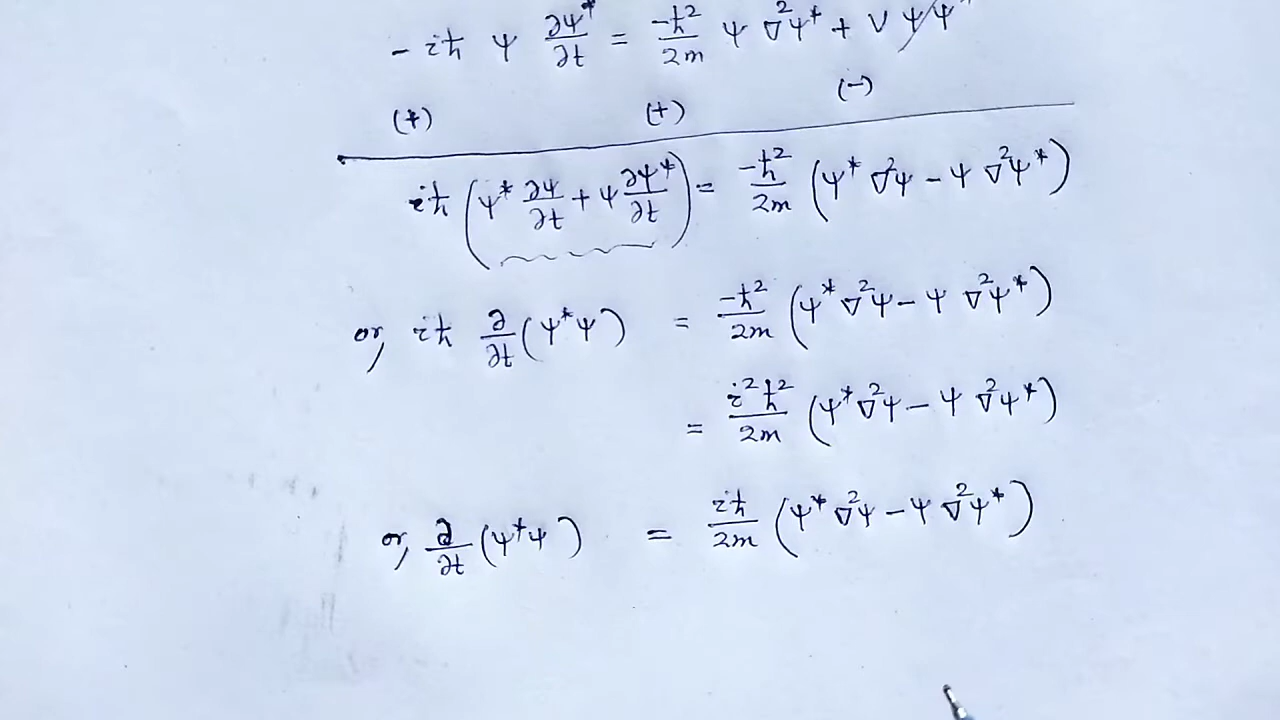 - iħ ψ ∂ψ*/∂t = -ħ²/2m ψ ∇²ψ* + V ψψ*
(+) (+) (-)
iħ (ψ* ∂ψ/∂t + ψ ∂ψ*/∂t) = -ħ²/2m (ψ* ∇²ψ - ψ ∇²ψ*)
or, iħ ∂/∂t (ψ*ψ) = -ħ²/2m (ψ* ∇²ψ - ψ ∇²ψ*)
= i²ħ²/2m (ψ* ∇²ψ - ψ ∇²ψ*)
or, ∂/∂t (ψ*ψ) = iħ/2m (ψ* ∇²ψ - ψ ∇²ψ*)